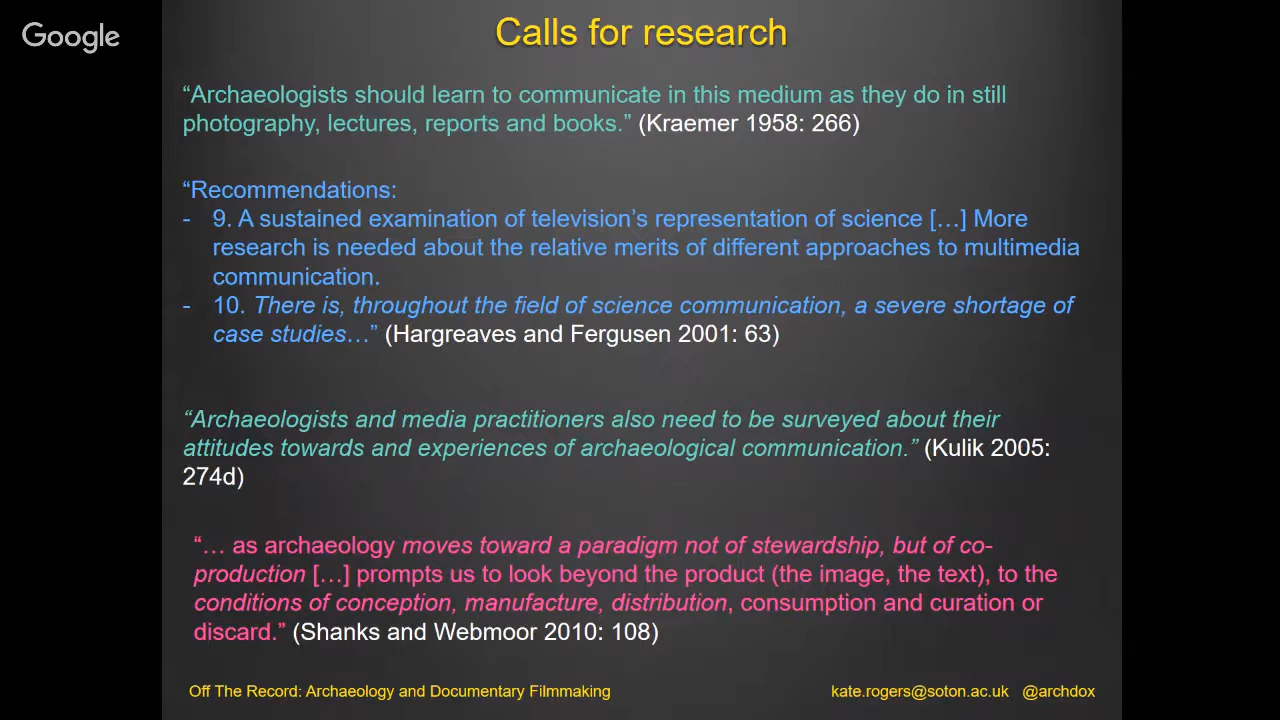 Google
Calls for research
“Archaeologists should learn to communicate in this medium as they do in still
photography, lectures, reports and books.” (Kraemer 1958: 266)
“Recommendations:
- 9. A sustained examination of television’s representation of science […] More
research is needed about the relative merits of different approaches to multimedia
communication.
- 10. There is, throughout the field of science communication, a severe shortage of
case studies…” (Hargreaves and Fergusen 2001: 63)
“Archaeologists and media practitioners also need to be surveyed about their
attitudes towards and experiences of archaeological communication.” (Kulik 2005:
274d)
“… as archaeology moves toward a paradigm not of stewardship, but of co-
production […] prompts us to look beyond the product (the image, the text), to the
conditions of conception, manufacture, distribution, consumption and curation or
discard.” (Shanks and Webmoor 2010: 108)
Off The Record: Archaeology and Documentary Filmmaking
kate.rogers@soton.ac.uk @archdox